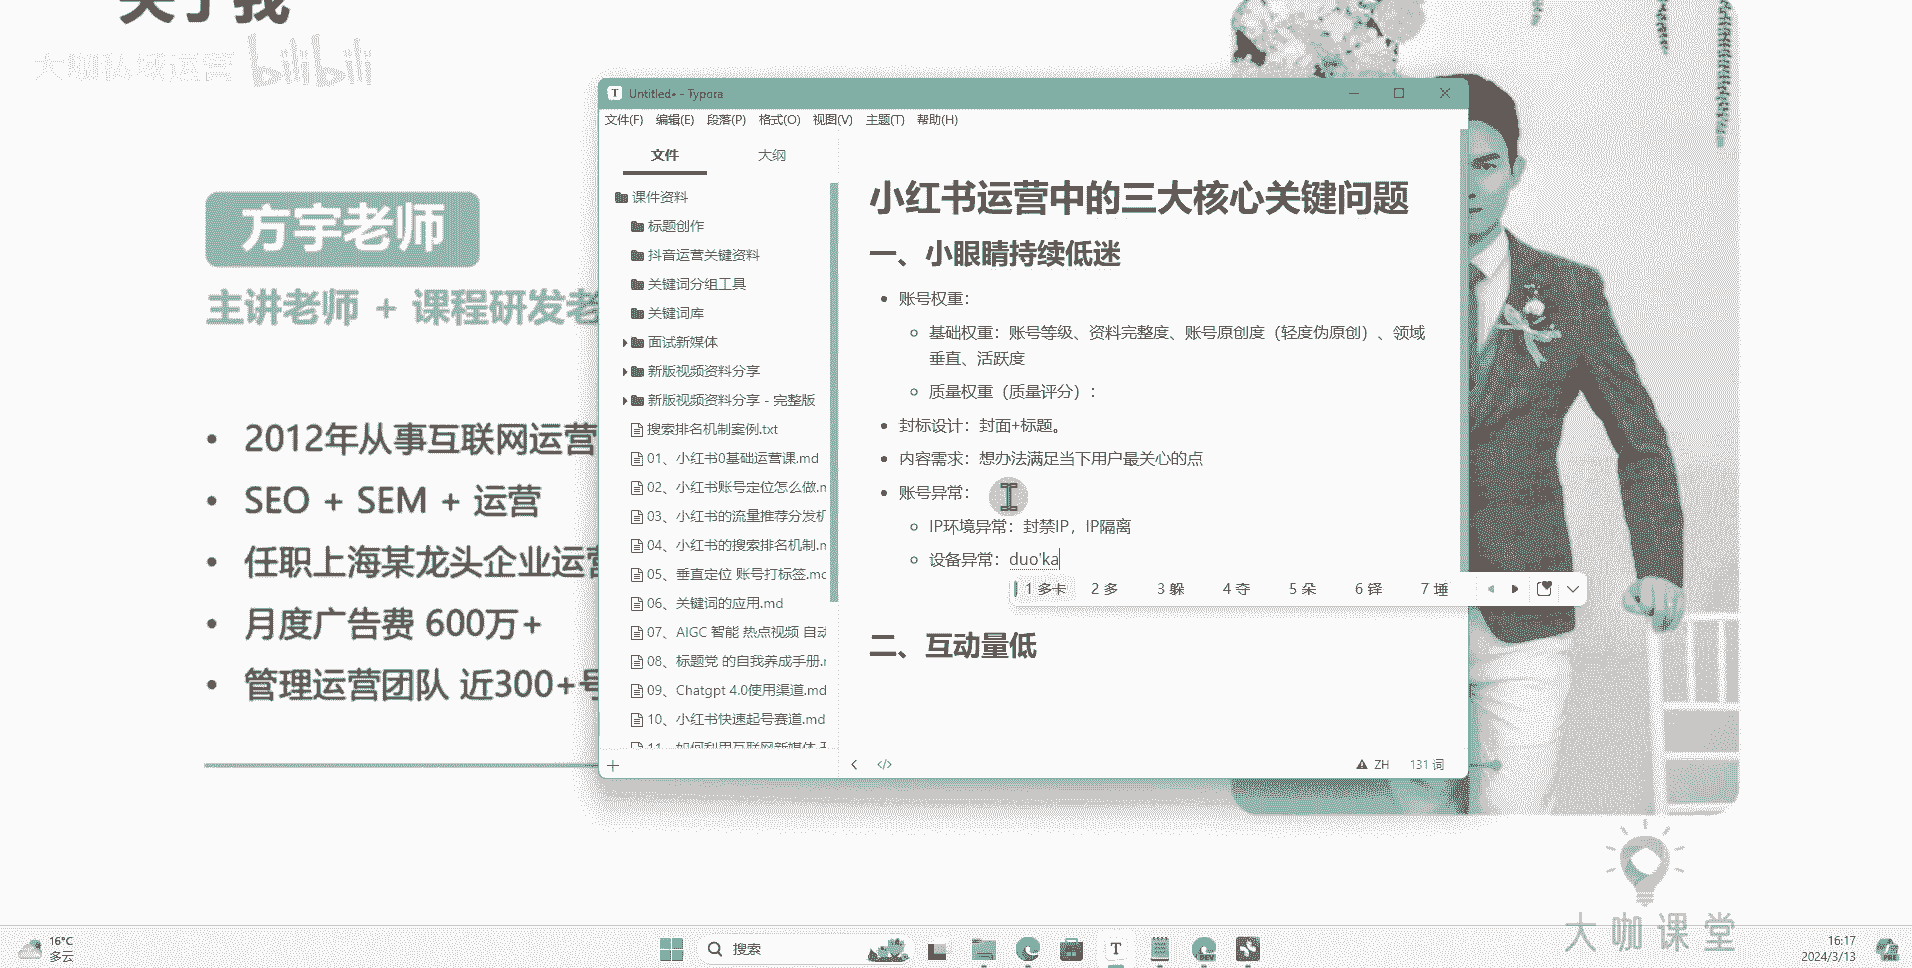 关于我
大咖私域运营 bilibili
方宇老师
主讲老师 + 课程研发老
• 2012年从事互联网运营
• SEO + SEM + 运营
• 任职上海某龙头企业运营
• 月度广告费 600万+
• 管理运营团队 近300+号
Untitled• - Typora
文件(F) 编辑(E) 段落(P) 格式(O) 视图(V) 主题(T) 帮助(H)
文件 大纲
课件资料
标题创作
抖音运营关键资料
关键词分组工具
关键词库
面试新媒体
新版视频资料分享
新版视频资料分享 - 完整版
搜索排名机制案例.txt
01、小红书0基础运营课.md
02、小红书账号定位怎么做.m
03、小红书的流量推荐分发机
04、小红书的搜索排名机制.m
05、垂直定位 账号打标签.mc
06、关键词的应用.md
07、AIGC 智能 热点视频 自动
08、标题党 的自我养成手册.m
09、Chatgpt 4.0使用渠道.md
10、小红书快速起号赛道.md
11、如何利用互联网新媒体
小红书运营中的三大核心关键问题
一、小眼睛持续低迷
• 账号权重：
基础权重：账号等级、资料完整度、账号原创度（轻度伪原创）、领域
垂直、活跃度
质量权重（质量评分）：
• 封标设计：封面+标题。
• 内容需求：想办法满足当下用户最关心的点
• 账号异常：
IP环境异常：封禁IP，IP隔离
设备异常：duo'ka
1 多卡 2 多 3 躲 4 夺 5 朵 6 铎 7 埵
二、互动量低
ZH 131 词
大咖课堂
16°C
多云
搜索
T
DEV
16:17
2024/3/13
PRE